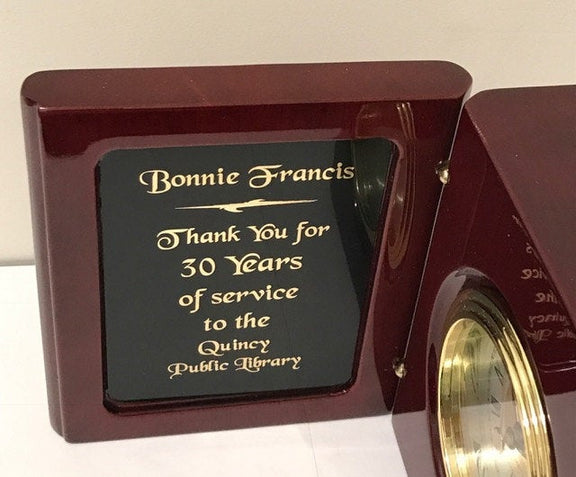 Bonnie Francis
Thank You for
30 Years
of service
to the
Quincy
Public Library